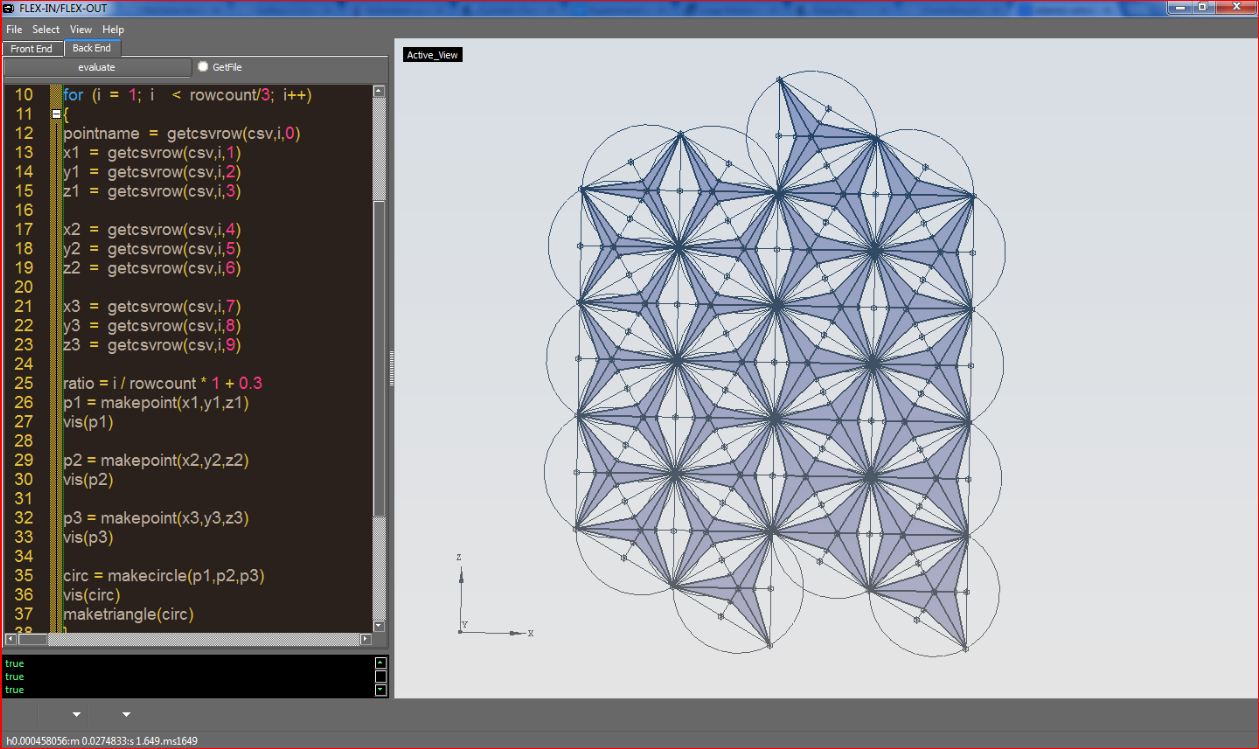 FLEX-IN/FLEX-OUT
File Select View Help
Front End Back End
evaluate GetFile
Active_View
10 for (i = 1; i < rowcount/3; i++)
11 {
12 pointname = getcsvrow(csv,i,0)
13 x1 = getcsvrow(csv,i,1)
14 y1 = getcsvrow(csv,i,2)
15 z1 = getcsvrow(csv,i,3)
16
17 x2 = getcsvrow(csv,i,4)
18 y2 = getcsvrow(csv,i,5)
19 z2 = getcsvrow(csv,i,6)
20
21 x3 = getcsvrow(csv,i,7)
22 y3 = getcsvrow(csv,i,8)
23 z3 = getcsvrow(csv,i,9)
24
25 ratio = i / rowcount * 1 + 0.3
26 p1 = makepoint(x1,y1,z1)
27 vis(p1)
28
29 p2 = makepoint(x2,y2,z2)
30 vis(p2)
31
32 p3 = makepoint(x3,y3,z3)
33 vis(p3)
34
35 circ = makecircle(p1,p2,p3)
36 vis(circ)
37 maketriangle(circ)
38 }
Z
Y X
true
true
true
h0.000458056:m 0.0274833:s 1.649.ms1649